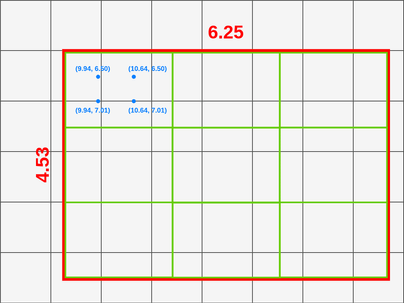 6.25
(9.94, 6.50) (10.64, 6.50)
(9.94, 7.01) (10.64, 7.01)
4.53